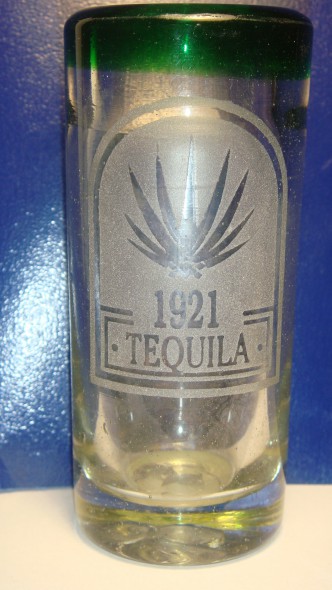 1921
· TEQUILA ·